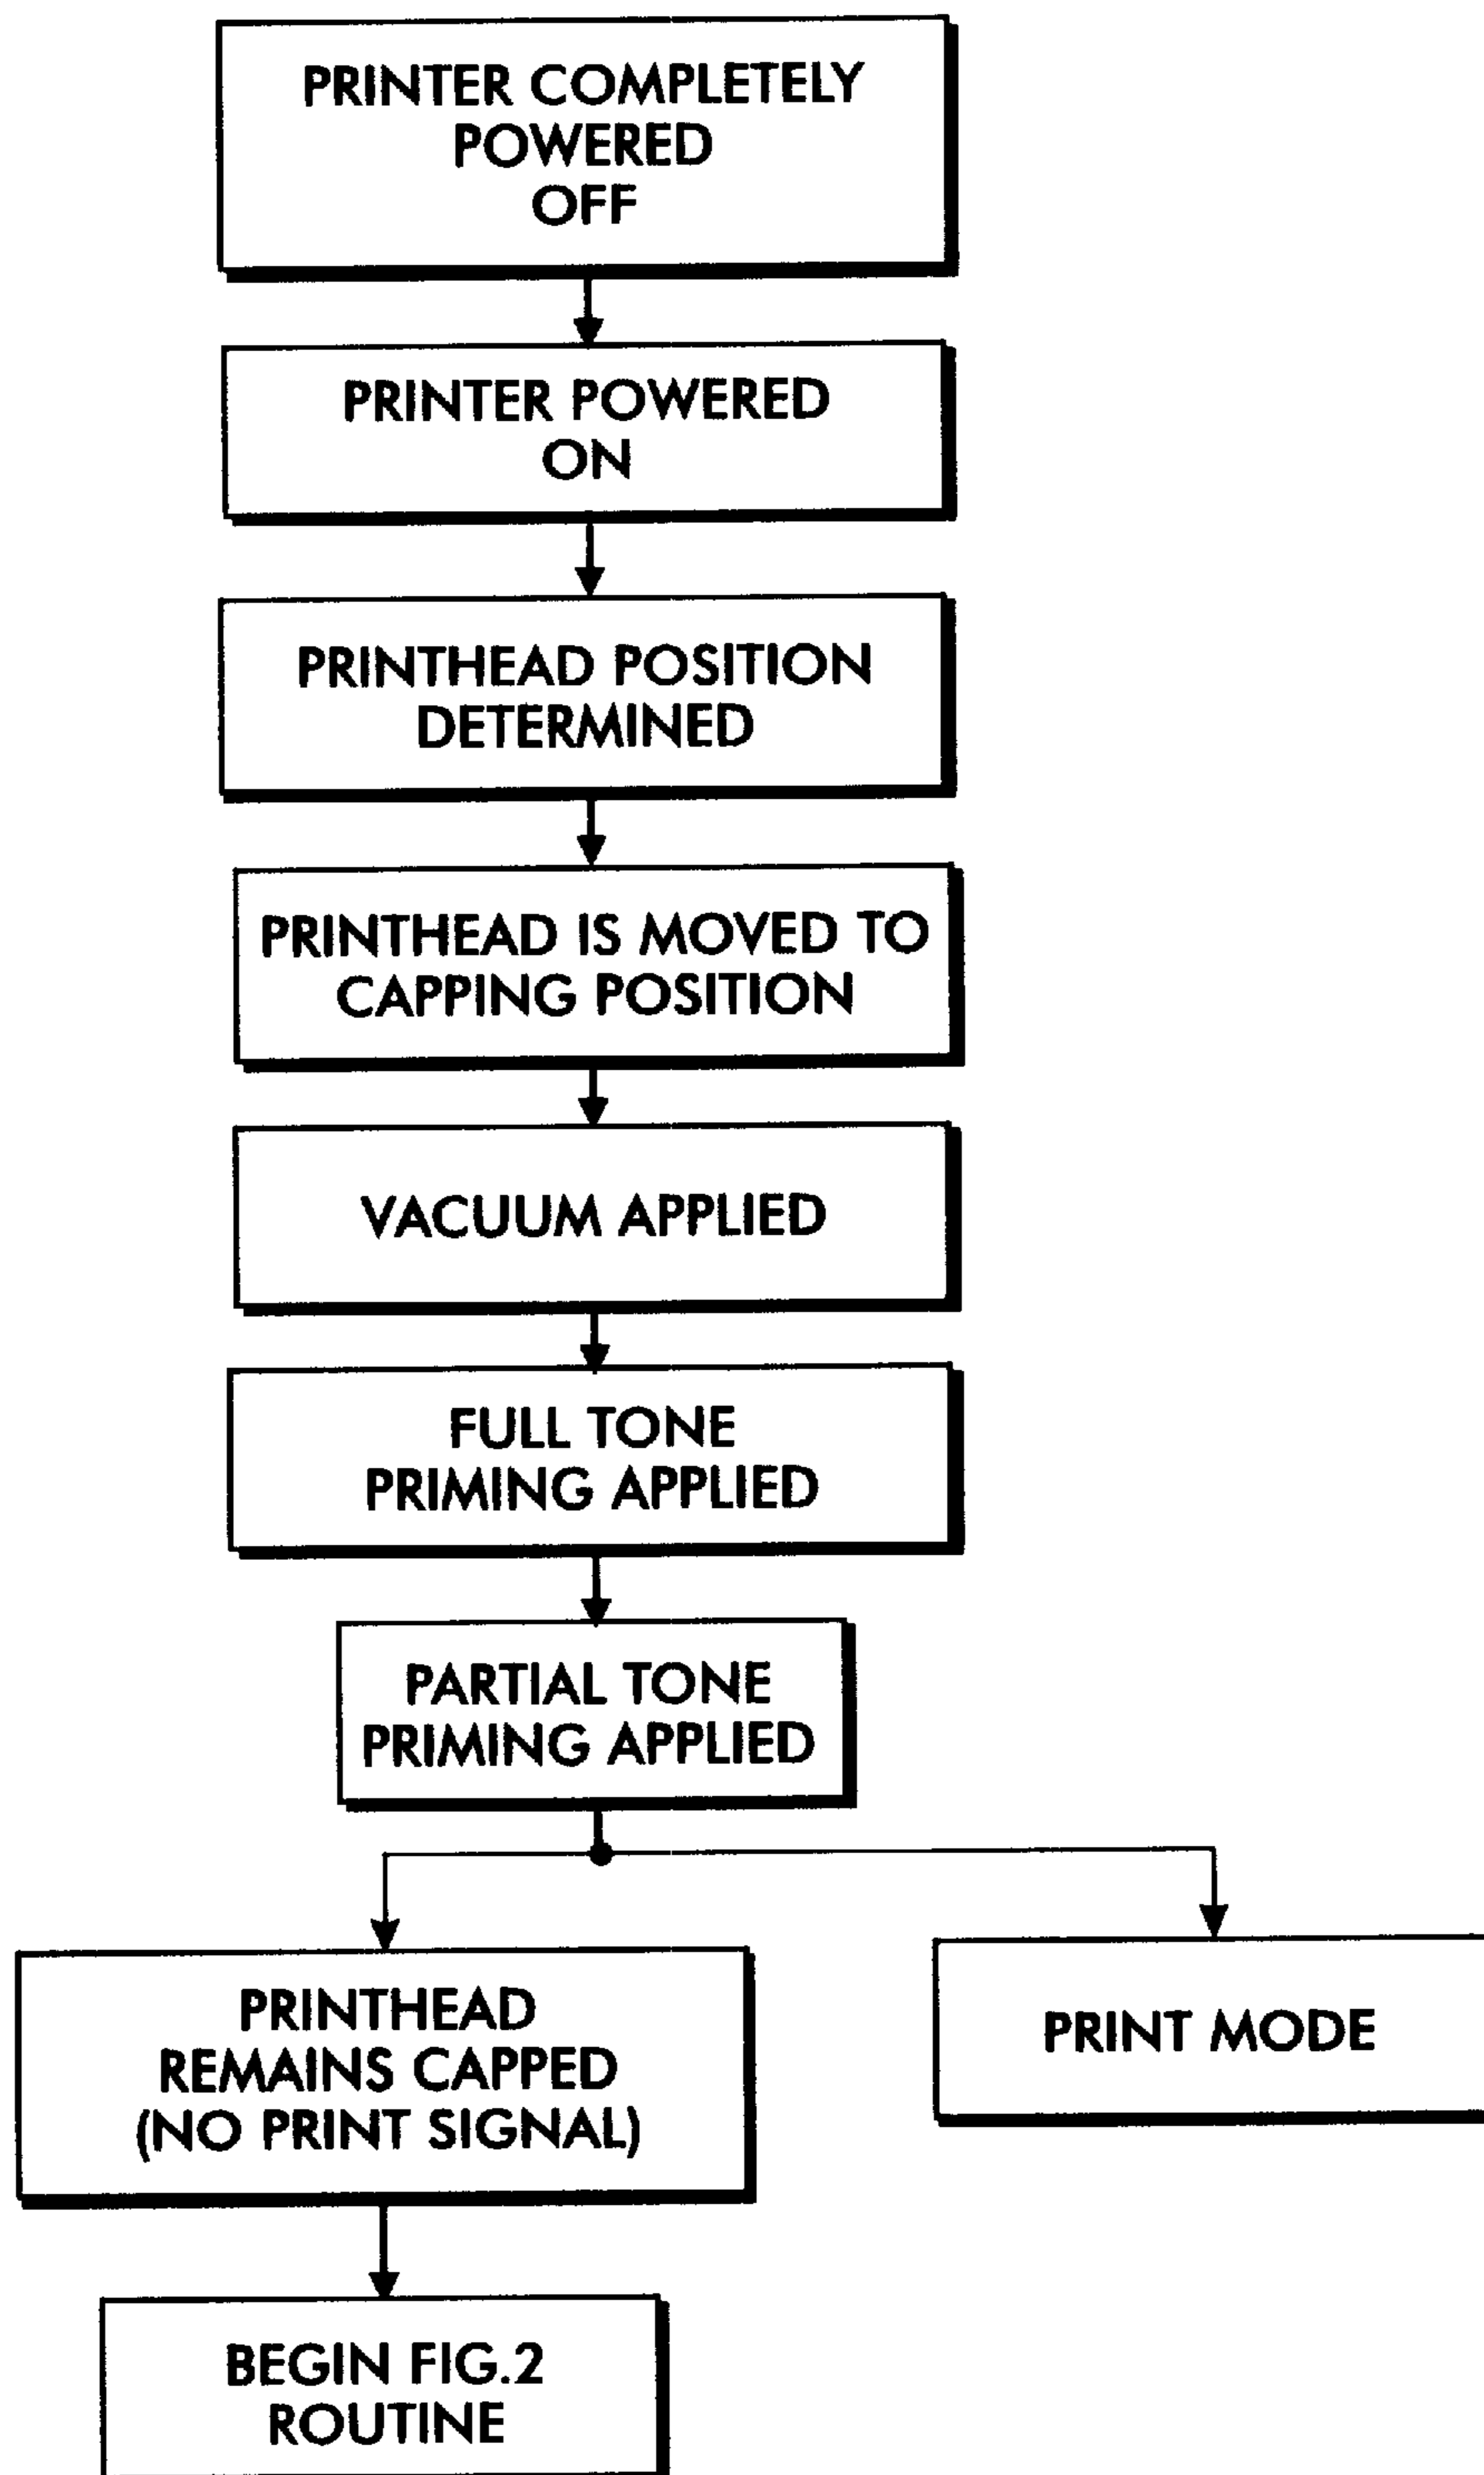 PRINTER COMPLETELY
POWERED
OFF
PRINTER POWERED
ON
PRINTHEAD POSITION
DETERMINED
PRINTHEAD IS MOVED TO
CAPPING POSITION
VACUUM APPLIED
FULL TONE
PRIMING APPLIED
PARTIAL TONE
PRIMING APPLIED
PRINTHEAD
REMAINS CAPPED
(NO PRINT SIGNAL)
PRINT MODE
BEGIN FIG.2
ROUTINE